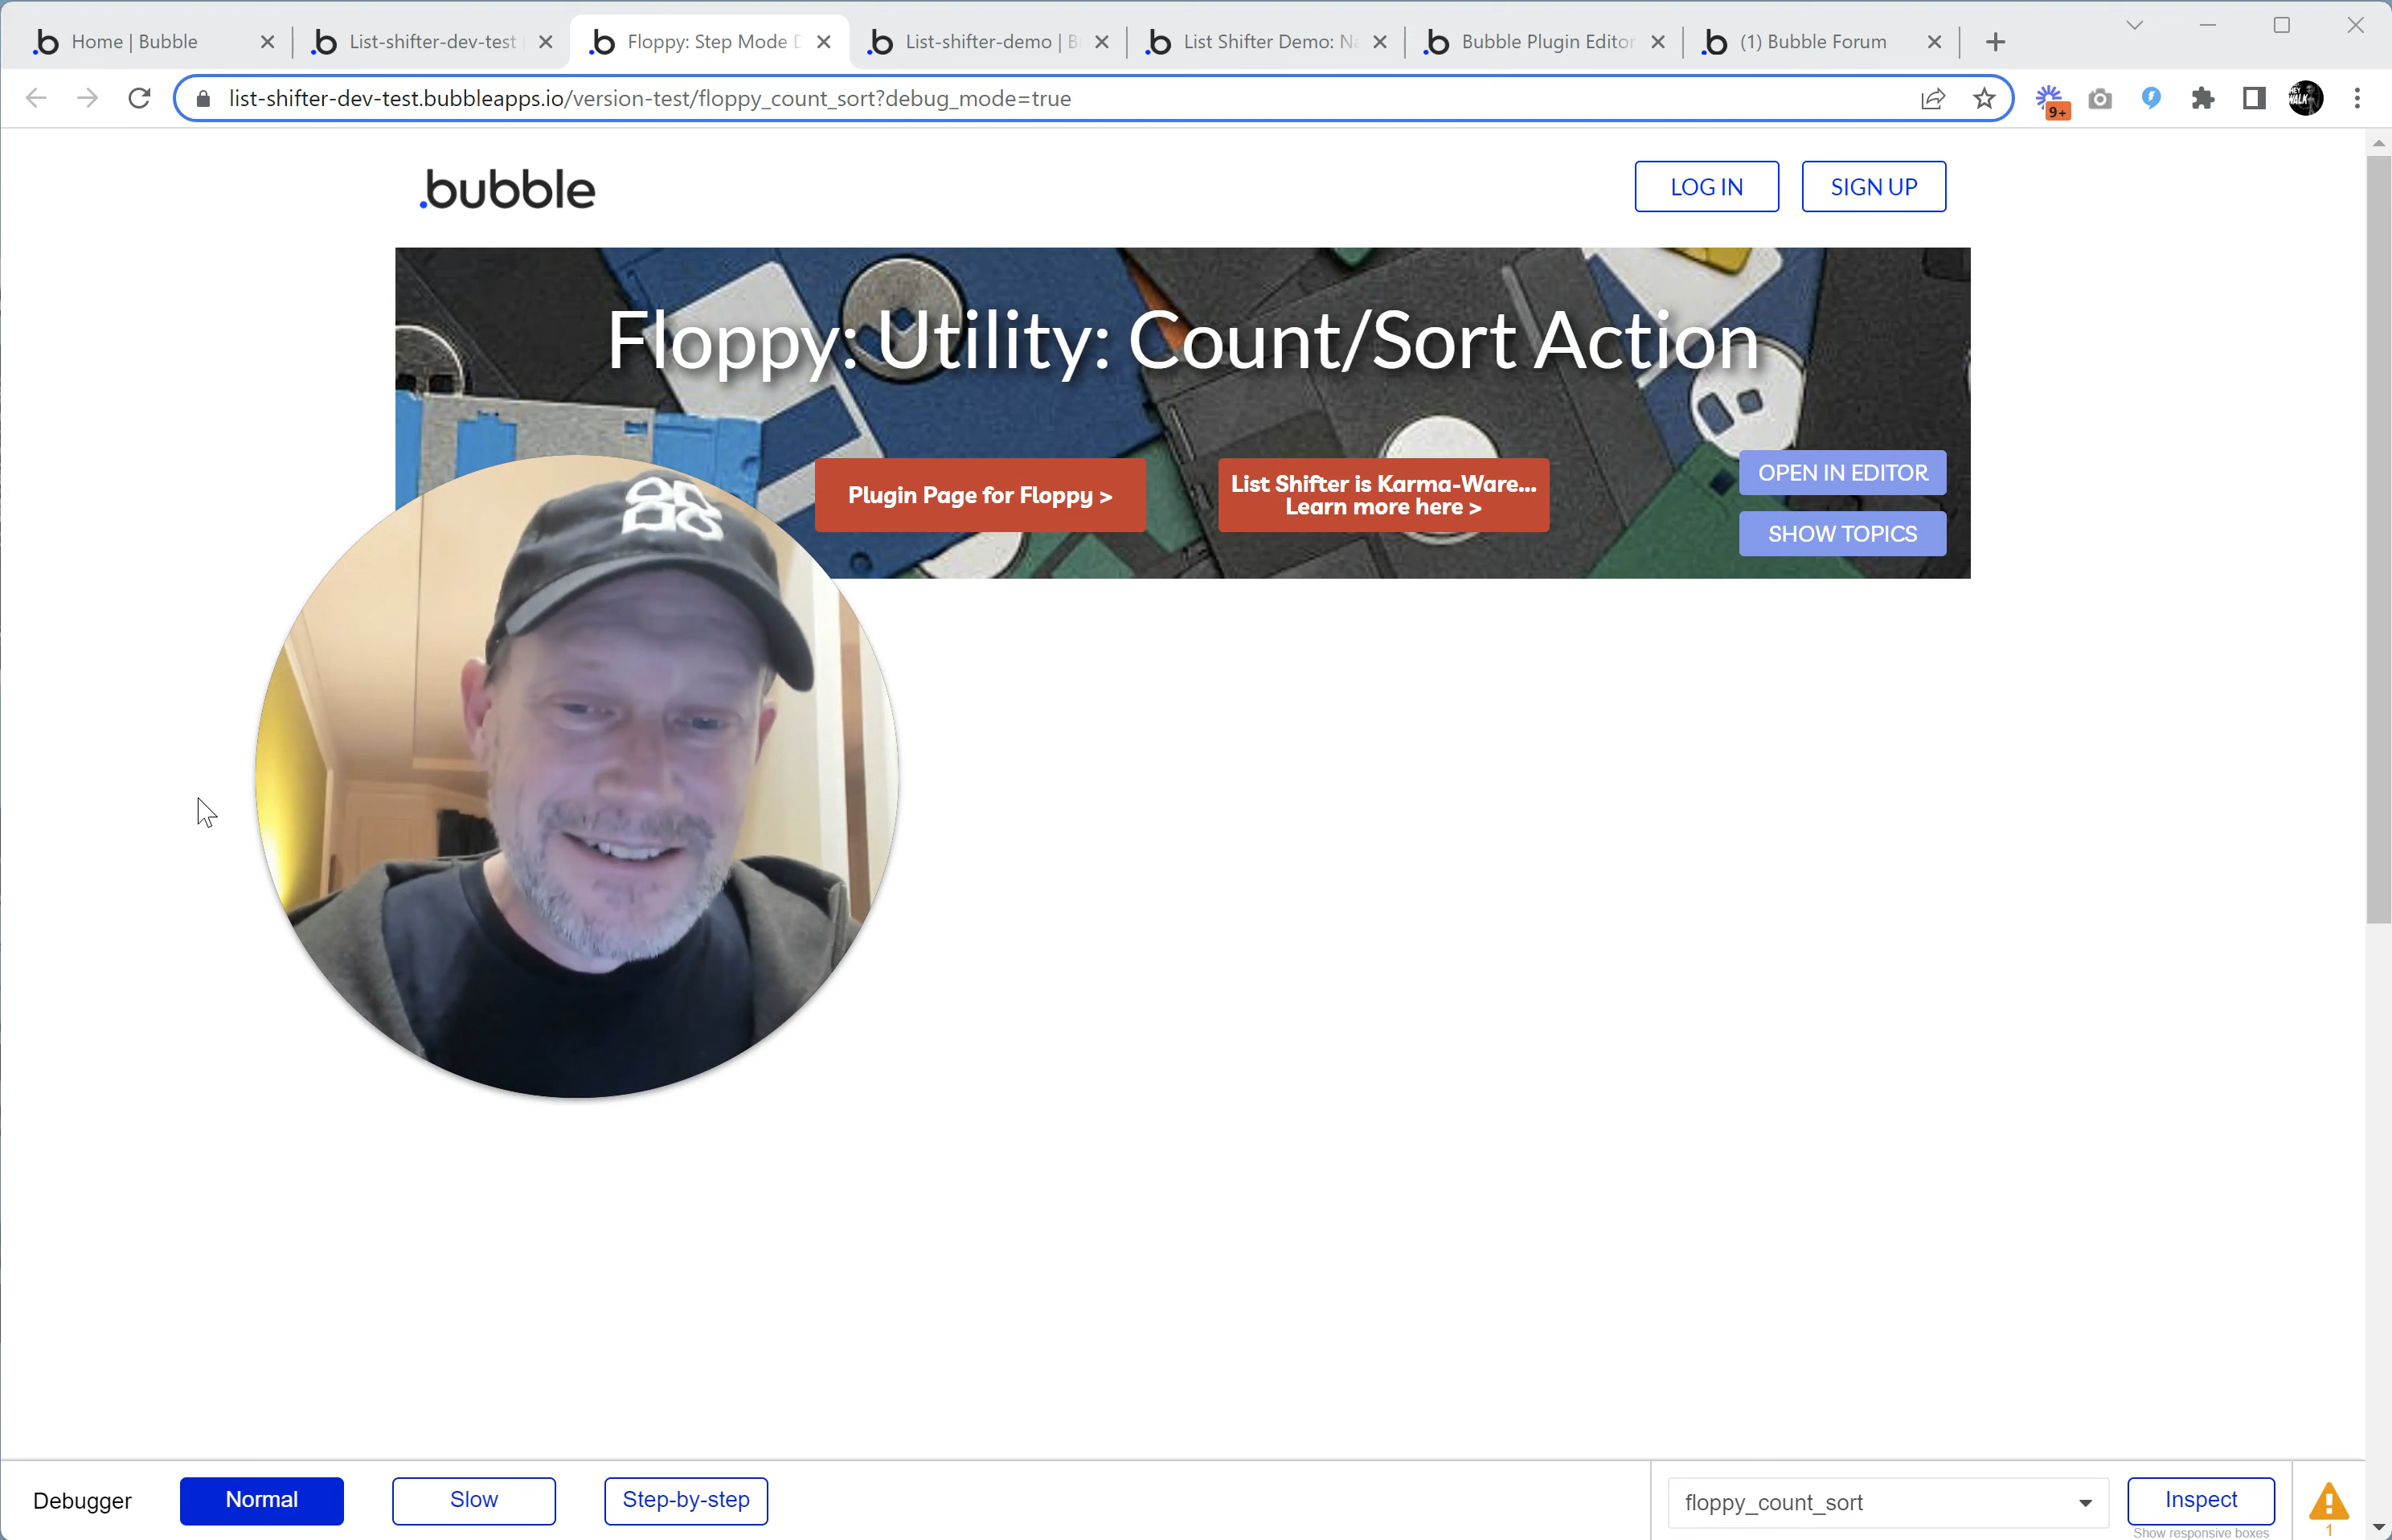 Home | Bubble
List-shifter-dev-test |
Floppy: Step Mode D
List-shifter-demo | B
List Shifter Demo: Na
Bubble Plugin Editor
(1) Bubble Forum
list-shifter-dev-test.bubbleapps.io/version-test/floppy_count_sort?debug_mode=true
9+
.bubble
LOG IN
SIGN UP
Floppy: Utility: Count/Sort Action
Plugin Page for Floppy >
List Shifter is Karma-Ware...
Learn more here >
OPEN IN EDITOR
SHOW TOPICS
Debugger
Normal
Slow
Step-by-step
floppy_count_sort
Inspect
Show responsive boxes
1